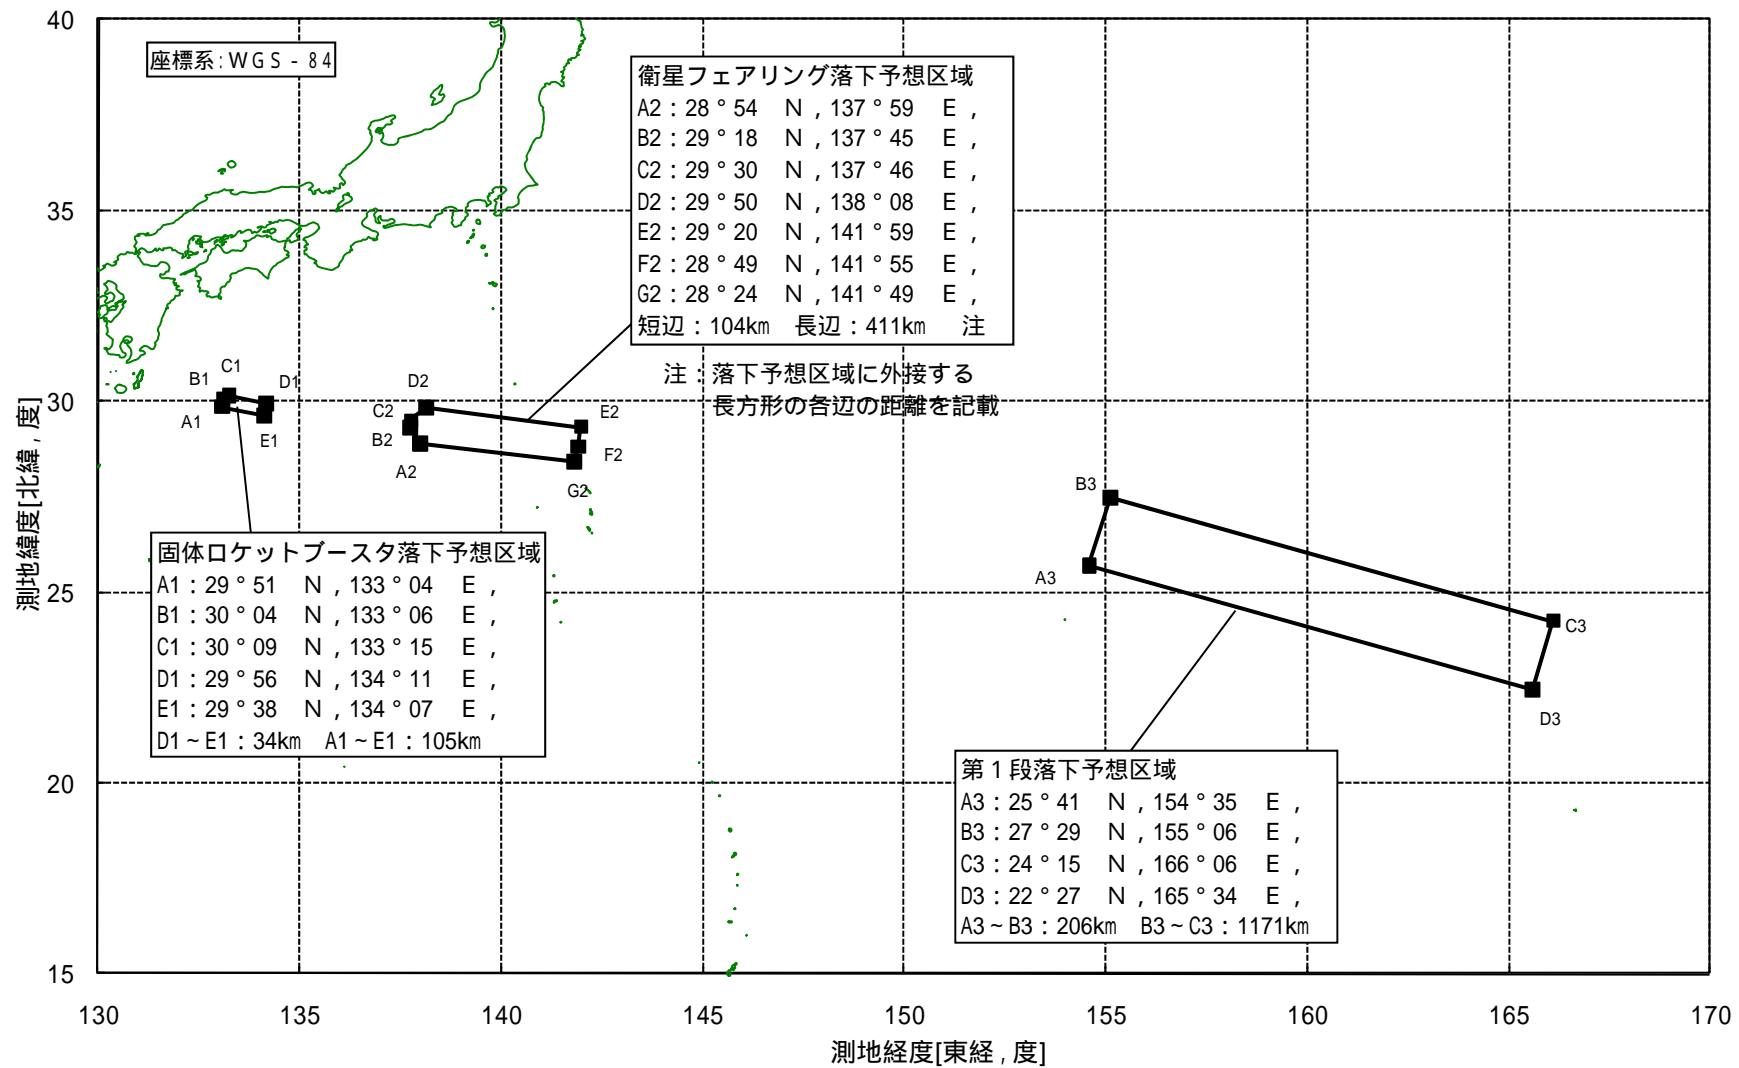 座標系:WGS-84
衛星フェアリング落下予想区域
A2:28°54 N,137°59 E,
B2:29°18 N,137°45 E,
C2:29°30 N,137°46 E,
D2:29°50 N,138°08 E,
E2:29°20 N,141°59 E,
F2:28°49 N,141°55 E,
G2:28°24 N,141°49 E,
短辺:104km 長辺:411km 注
注:落下予想区域に外接する
長方形の各辺の距離を記載
固体ロケットブースタ落下予想区域
A1:29°51 N,133°04 E,
B1:30°04 N,133°06 E,
C1:30°09 N,133°15 E,
D1:29°56 N,134°11 E,
E1:29°38 N,134°07 E,
D1~E1:34km A1~E1:105km
第1段落下予想区域
A3:25°41 N,154°35 E,
B3:27°29 N,155°06 E,
C3:24°15 N,166°06 E,
D3:22°27 N,165°34 E,
A3~B3:206km B3~C3:1171km
A1
B1
C1
D1
E1
A2
B2
C2
D2
E2
F2
G2
A3
B3
C3
D3
測地緯度[北緯,度]
40
35
30
25
20
15
130
135
140
145
150
155
160
165
170
測地経度[東経,度]